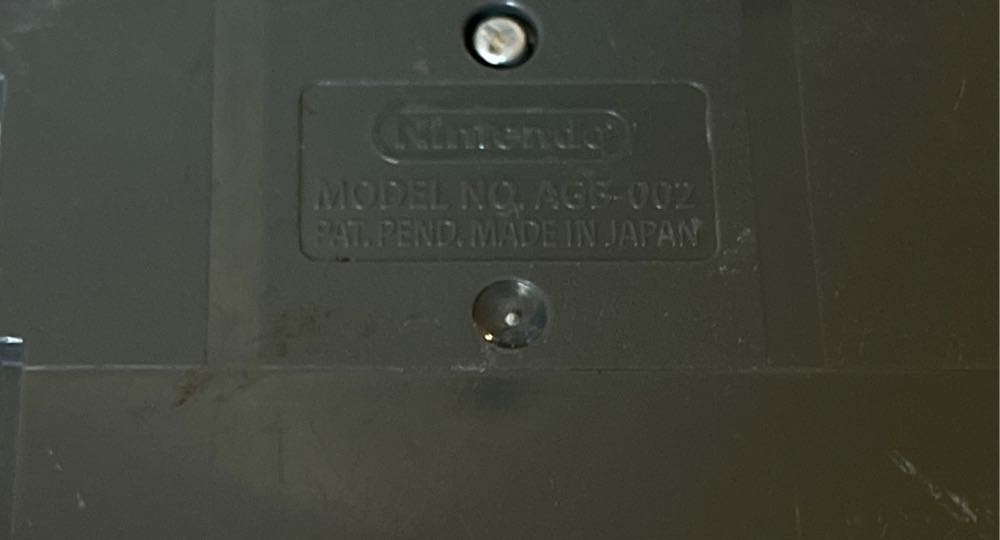 Nintendo®
MODEL NO. AGB-002
PAT. PEND. MADE IN JAPAN